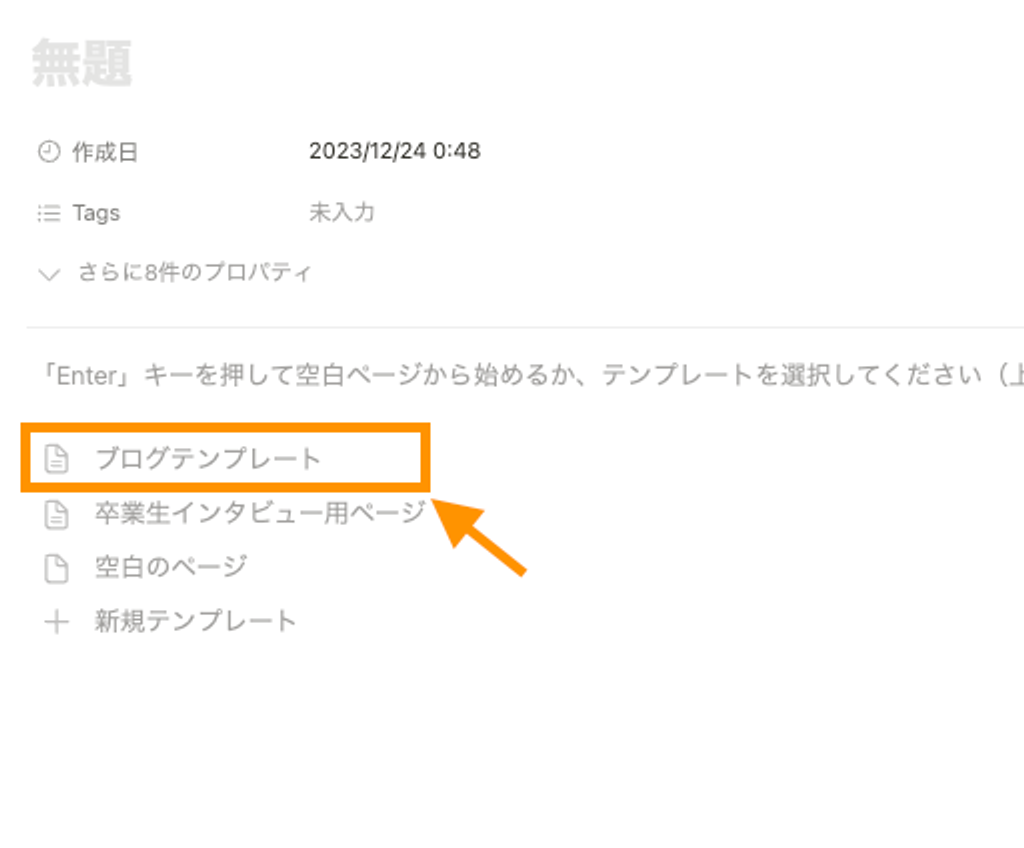 無題
作成日 2023/12/24 0:48
Tags 未入力
さらに8件のプロパティ
「Enter」キーを押して空白ページから始めるか、テンプレートを選択してください（上
ブログテンプレート
卒業生インタビュー用ページ
空白のページ
新規テンプレート